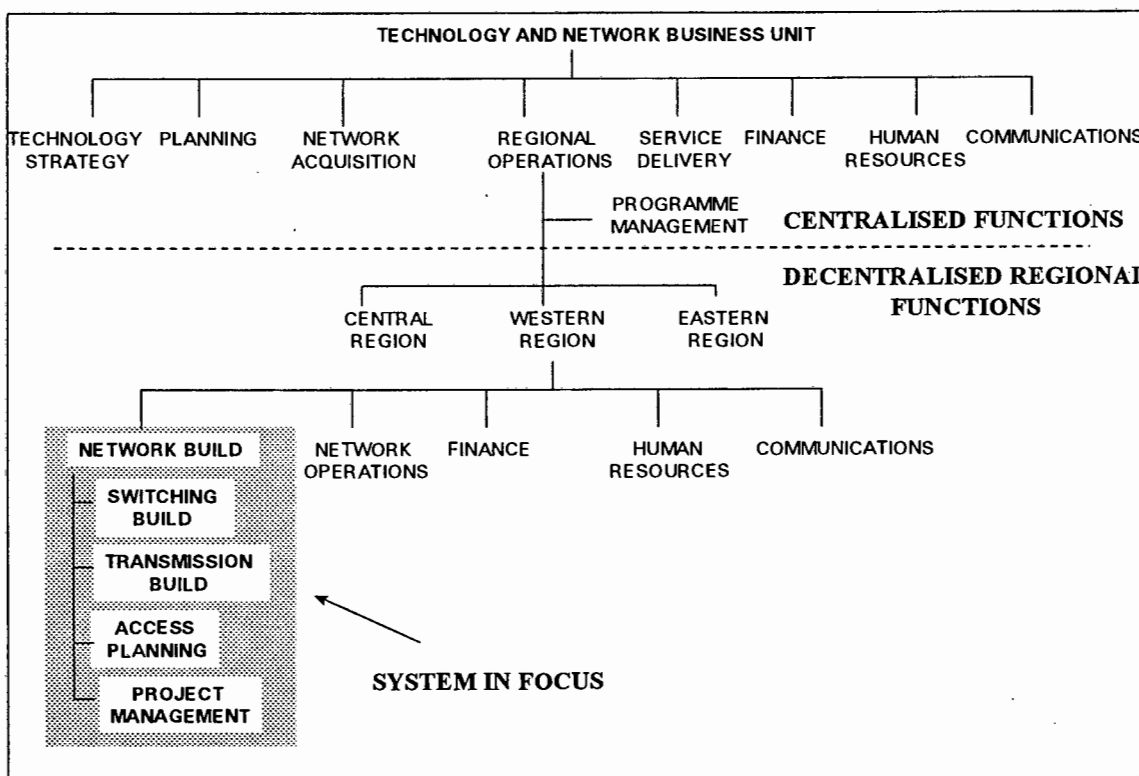 TECHNOLOGY AND NETWORK BUSINESS UNIT
TECHNOLOGY
STRATEGY
PLANNING
NETWORK
ACQUISITION
REGIONAL
OPERATIONS
SERVICE
DELIVERY
FINANCE
HUMAN
RESOURCES
COMMUNICATIONS
PROGRAMME
MANAGEMENT
CENTRALISED FUNCTIONS
DECENTRALISED REGIONAL
FUNCTIONS
CENTRAL
REGION
WESTERN
REGION
EASTERN
REGION
NETWORK BUILD
NETWORK
OPERATIONS
FINANCE
HUMAN
RESOURCES
COMMUNICATIONS
SWITCHING
BUILD
TRANSMISSION
BUILD
ACCESS
PLANNING
PROJECT
MANAGEMENT
SYSTEM IN FOCUS